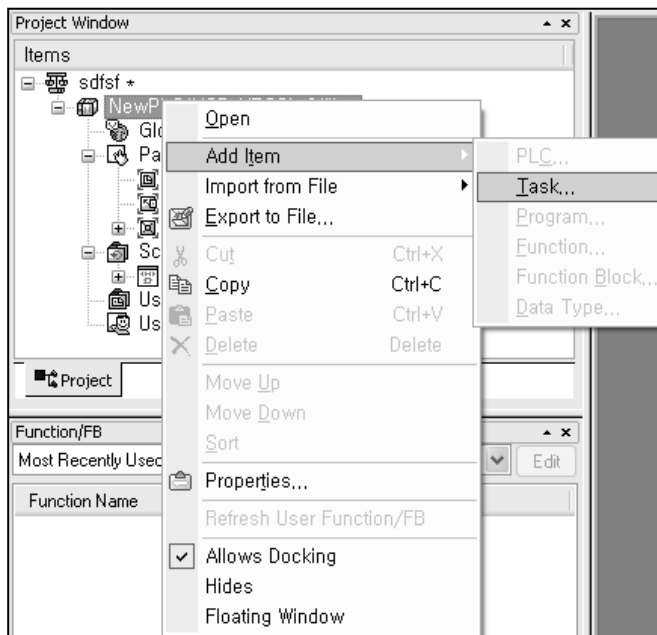 Project Window
Items
sdfsf *
Glo
Pa
Sc
Us
Us
Project
Function/FB
Most Recently Used
Edit
Function Name
Open
Add Item
Import from File
Export to File...
Cut Ctrl+X
Copy Ctrl+C
Paste Ctrl+V
Delete Delete
Move Up
Move Down
Sort
Properties...
Refresh User Function/FB
Allows Docking
Hides
Floating Window
PLC...
Task...
Program...
Function...
Function Block...
Data Type...